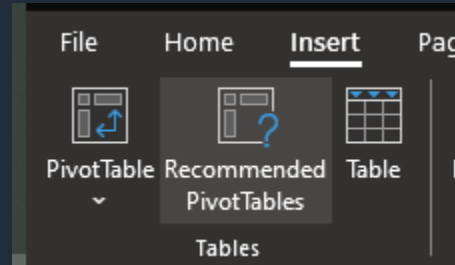 File Home Insert Pag
PivotTable Recommended Table
PivotTables
Tables